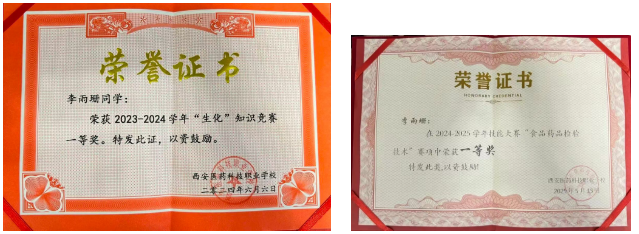 荣誉证书
李雨珊同学：
荣获2023-2024学年“生化”知识竞赛
一等奖。特发此证，以资鼓励。
西安医药科技职业学校
二零二四年六月六日
荣誉证书
HONORARY CREDENTIAL
李雨珊：
在2024-2025学年技能大赛“食品药品检验
技术”赛项中荣获一等奖
特发此证,以资鼓励!